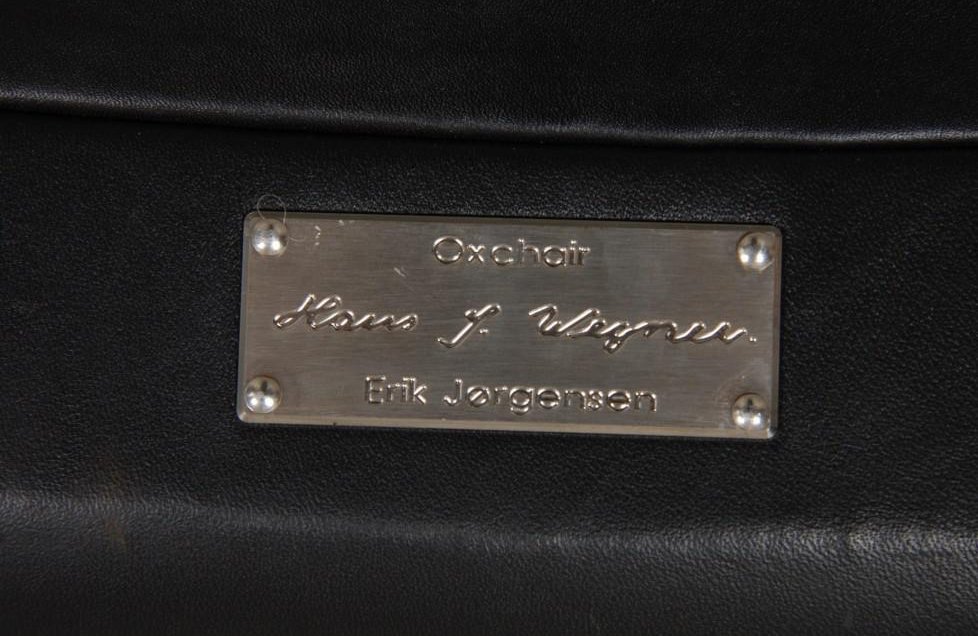 Oxchair
Hans J. Wegner.
Erik Jørgensen